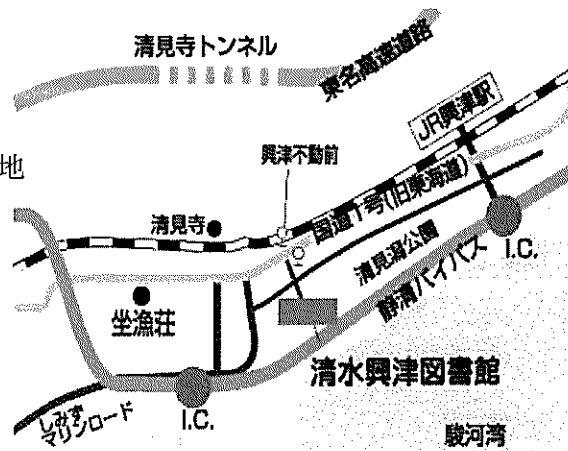 清見寺トンネル
東名高速道路
JR興津駅
地
興津不動前
国道1号(旧東海道)
清見寺
清見潟公園
静清バイパス
I.C.
坐漁荘
清水興津図書館
I.C.
しみず
マリンロード
駿河湾